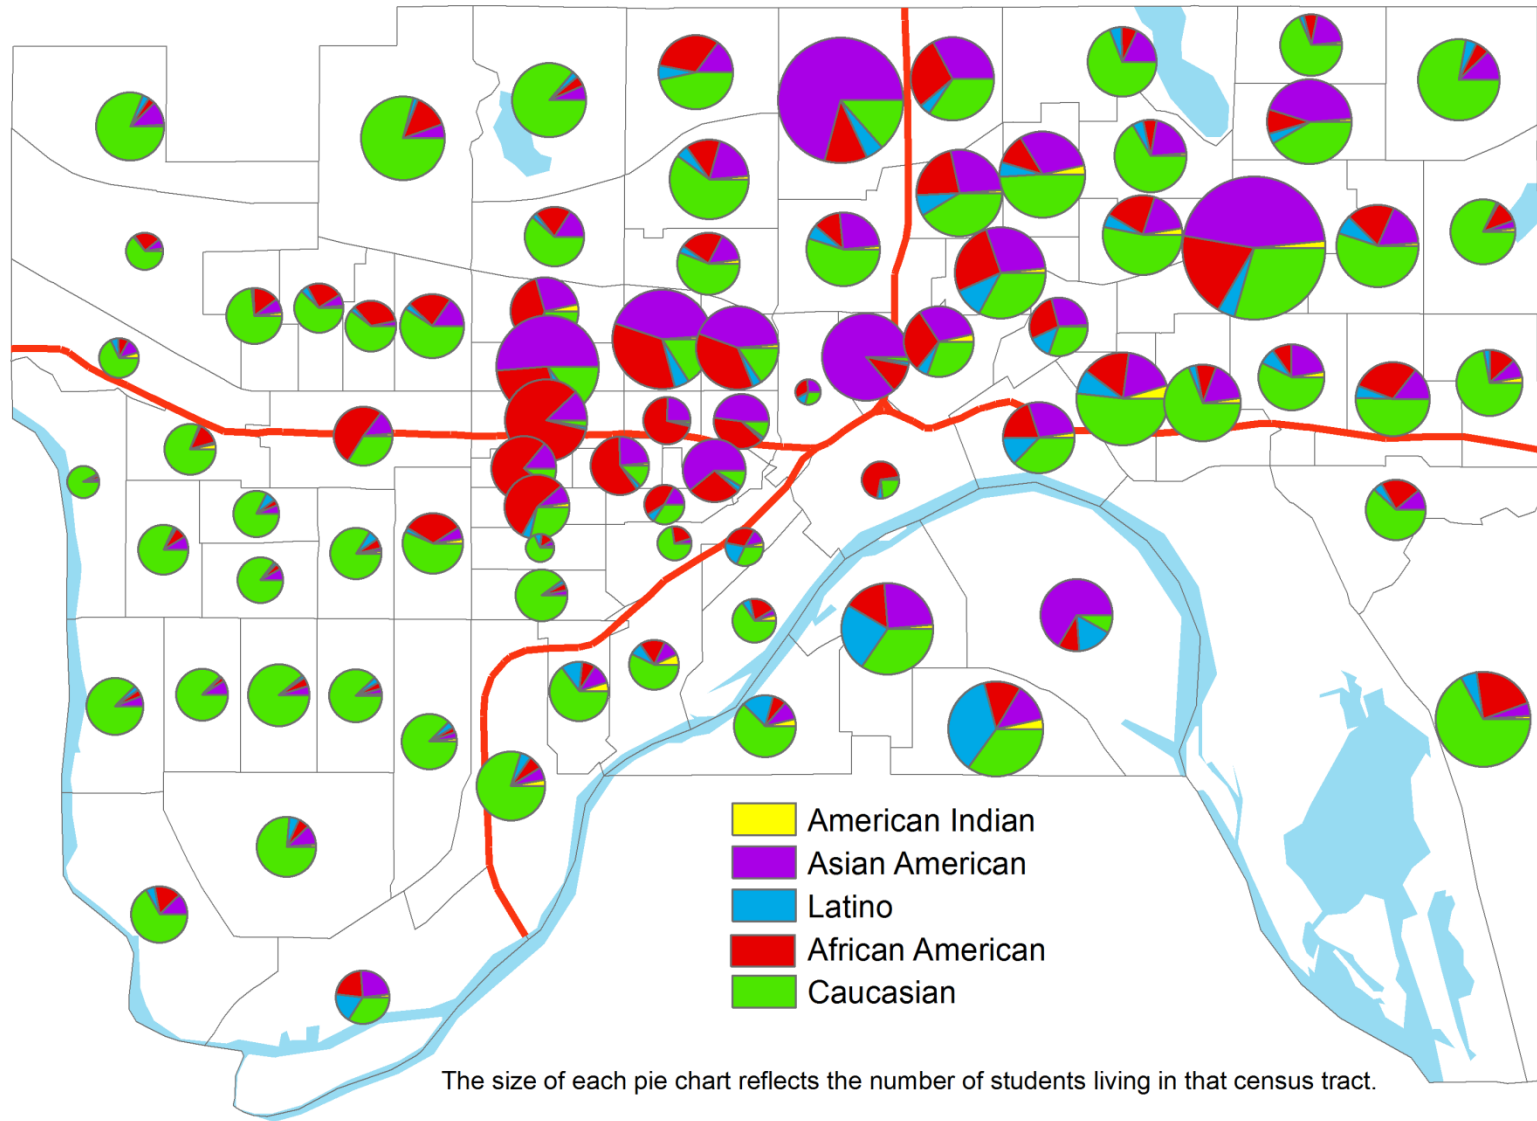 American Indian
Asian American
Latino
African American
Caucasian
The size of each pie chart reflects the number of students living in that census tract.